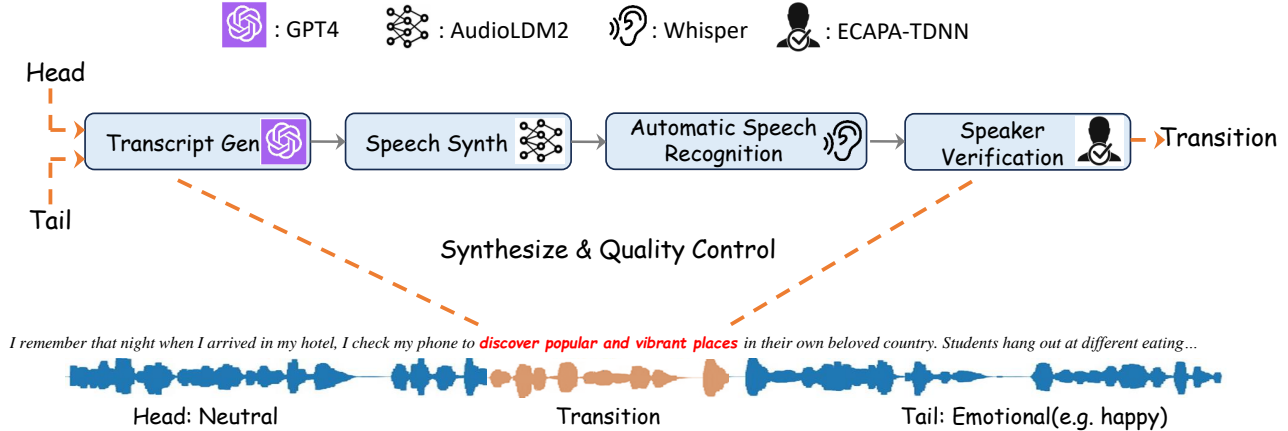 : GPT4 : AudioLDM2 : Whisper : ECAPA-TDNN
Head
Transcript Gen
Speech Synth
Automatic Speech
Recognition
Speaker
Verification
Transition
Tail
Synthesize & Quality Control
I remember that night when I arrived in my hotel, I check my phone to discover popular and vibrant places in their own beloved country. Students hang out at different eating…
Head: Neutral
Transition
Tail: Emotional(e.g. happy)